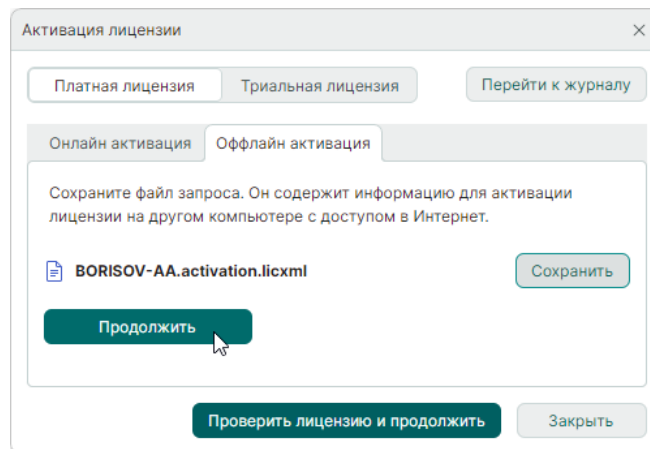 Активация лицензии
Платная лицензия
Триальная лицензия
Перейти к журналу
Онлайн активация
Оффлайн активация
Сохраните файл запроса. Он содержит информацию для активации
лицензии на другом компьютере с доступом в Интернет.
BORISOV-AA.activation.licxml
Сохранить
Продолжить
Проверить лицензию и продолжить
Закрыть